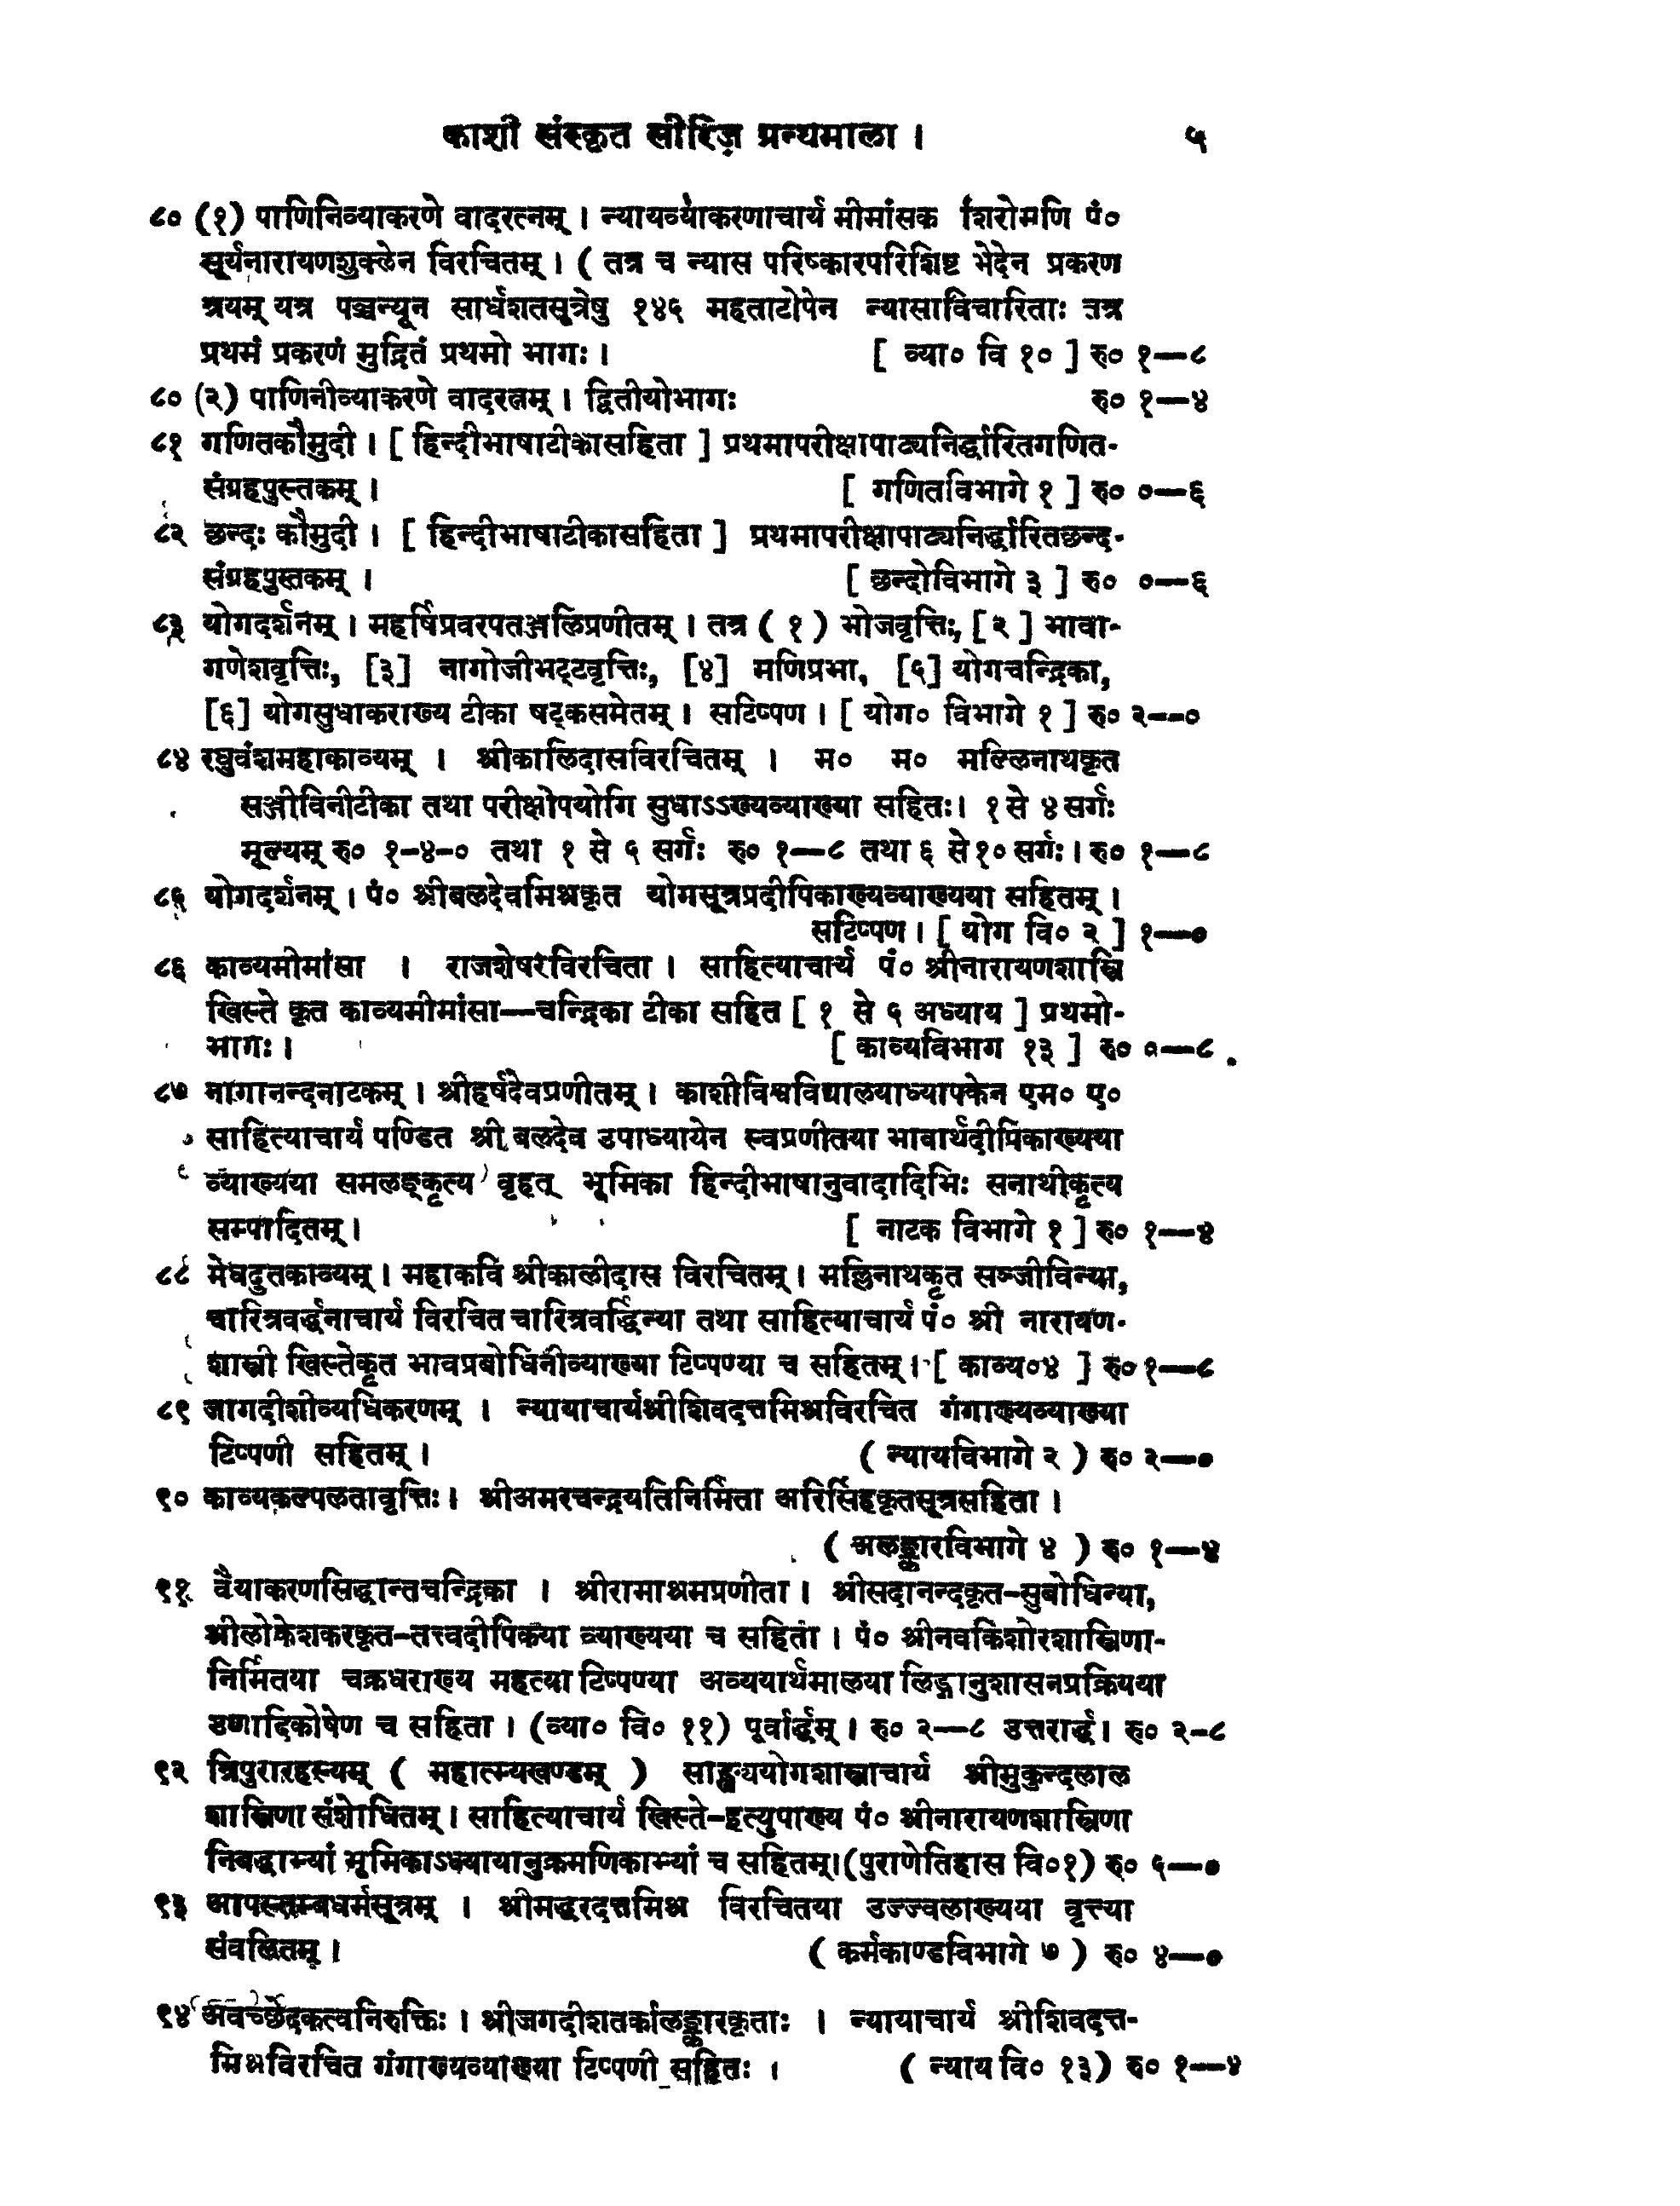 काशी संस्कृत सीरिज़ ग्रन्थमाला । ५
८० (१) पाणिनिव्याकरणे वादरत्नम् । न्यायव्याकरणाचार्य मीमांसक शिरोमणि पं०
सूर्यनारायणशुक्लेन विरचितम् । ( तत्र च न्यास परिष्कारपरिशिष्ट भेदेन प्रकरण
त्रयम् यत्र पञ्चन्यून सार्धशतसूत्रेषु १४५ महताटोपेन न्यासाविचारिताः तत्र
प्रथमं प्रकरणं मुद्रितं प्रथमो भागः । [ व्या० वि १० ] रु० १—८
८० (२) पाणिनीव्याकरणे वादरत्नम् । द्वितीयोभागः रु० १—४
८१ गणितकौमुदी । [ हिन्दीभाषाटीकासहिता ] प्रथमापरीक्षापाठ्यनिर्द्धारितगणित-
संग्रहपुस्तकम् । [ गणितविभागे १ ] रु० ०—६
८२ छन्दः कौमुदी । [ हिन्दीभाषाटीकासहिता ] प्रथमापरीक्षापाठ्यनिर्द्धारितछन्द-
संग्रहपुस्तकम् । [ छन्दोविभागे ३ ] रु० ०—६
८३ योगदर्शनम् । महर्षिप्रवरपतञ्जलिप्रणीतम् । तत्र ( १ ) भोजवृत्तिः, [ २ ] भावा-
गणेशवृत्तिः, [३] नागोजीभट्टवृत्तिः, [४] मणिप्रभा, [५] योगचन्द्रिका,
[६] योगसुधाकराख्य टीका षट्कसमेतम् । सटिप्पण । [ योग० विभागे १ ] रु० २—०
८४ रघुवंशमहाकाव्यम् । श्रीकालिदासविरचितम् । म० म० मल्लिनाथकृत
सञ्जीविनीटीका तथा परीक्षोपयोगि सुधाऽऽख्यव्याख्या सहितः। १ से ४ सर्गः
मूल्यम् रु० १-४-० तथा १ से ५ सर्गः रु० १—८ तथा ६ से १० सर्गः । रु० १—८
८५ योगदर्शनम् । पं० श्रीबलदेवमिश्रकृत योगसूत्रप्रदीपिकाख्यव्याख्यया सहितम् ।
सटिप्पण । [ योग वि० २ ] १—०
८६ काव्यमीमांसा । राजशेषरविरचिता । साहित्याचार्य पं० श्रीनारायणशास्त्रि
खिस्ते कृत काव्यमीमांसा—चन्द्रिका टीका सहित [ १ से ५ अध्याय ] प्रथमो-
भागः । [ काव्यविभाग १३ ] रु० ०—८
८७ नागानन्दनाटकम् । श्रीहर्षदेवप्रणीतम् । काशीविश्वविद्यालयाध्यापकेन एम० ए०
साहित्याचार्य पण्डित श्री बलदेव उपाध्यायेन स्वप्रणीतया भावार्थदीपिकाख्यया
व्याख्यया समलङ्कृत्य वृहत् भूमिका हिन्दीभाषानुवादादिभिः सनाथीकृत्य
सम्पादितम् । [ नाटक विभागे १ ] रु० १—४
८८ मेघदुतकाव्यम् । महाकवि श्रीकालीदास विरचितम् । मल्लिनाथकृत सञ्जीविन्या,
चारित्रवर्द्धनाचार्य विरचित चारित्रवर्द्धिन्या तथा साहित्याचार्य पं० श्री नारायण-
शास्त्री खिस्तेकृत भावप्रबोधिनीव्याख्या टिप्पण्या च सहितम् । [ काव्य०४ ] रु० १—८
८९ जागदीशीव्यधिकरणम् । न्यायाचार्यश्रीशिवदत्तमिश्रविरचित गंगाख्यव्याख्या
टिप्पणी सहितम् । ( न्यायविभागे २ ) रु० २—०
९० काव्यकल्पलतावृत्तिः । श्रीअमरचन्द्रयतिनिर्मिता अरिसिंहकृतसूत्रसहिता ।
( अलङ्कारविभागे ४ ) रु० १—४
९१ वैयाकरणसिद्धान्तचन्द्रिका । श्रीरामाश्रमप्रणीता । श्रीसदानन्दकृत-सुबोधिन्या,
श्रीलोकेशकरकृत-तत्त्वदीपिकया व्याख्यया च सहिता । पं० श्रीनवकिशोरशास्त्रिणा-
निर्मितया चक्रधराख्य महत्या टिप्पण्या अव्ययार्थमालया लिङ्गानुशासनप्रक्रियया
उणादिकोषेण च सहिता । (व्या० वि० ११) पूर्वार्द्धम् । रु० २—८ उत्तरार्द्धं । रु० २-८
९२ त्रिपुरारहस्यम् ( महात्म्यखण्डम् ) साङ्ख्ययोगशास्त्राचार्य श्रीमुकुन्दलाल
शास्त्रिणा संशोधितम् । साहित्याचार्य खिस्ते-इत्युपाख्य पं० श्रीनारायणशास्त्रिणा
निबद्धाभ्यां भूमिकाऽध्यायानुक्रमणिकाभ्यां च सहितम्।(पुराणेतिहास वि०१) रु० ५—०
९३ आपस्तम्बधर्मसूत्रम् । श्रीमद्धरदत्तमिश्र विरचितया उज्ज्वलाख्यया वृत्त्या
संवलितम् । ( कर्मकाण्डविभागे ७ ) रु० ४—०
९४ अवच्छेदकत्वनिरुक्तिः । श्रीजगदीशतर्कालङ्कारकृताः । न्यायाचार्य श्रीशिवदत्त-
मिश्रविरचित गंगाख्यव्याख्या टिप्पणी सहितः । ( न्याय वि० १३) रु० १—४